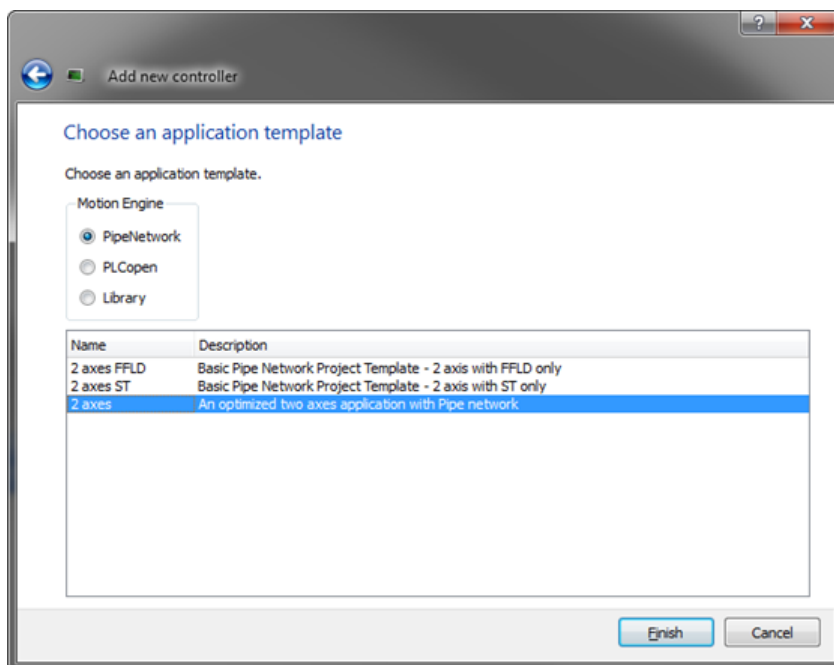 ?
Add new controller
Choose an application template
Choose an application template.
Motion Engine
PipeNetwork
PLCopen
Library
Name Description
2 axes FFLD Basic Pipe Network Project Template - 2 axis with FFLD only
2 axes ST Basic Pipe Network Project Template - 2 axis with ST only
2 axes An optimized two axes application with Pipe network
Finish Cancel